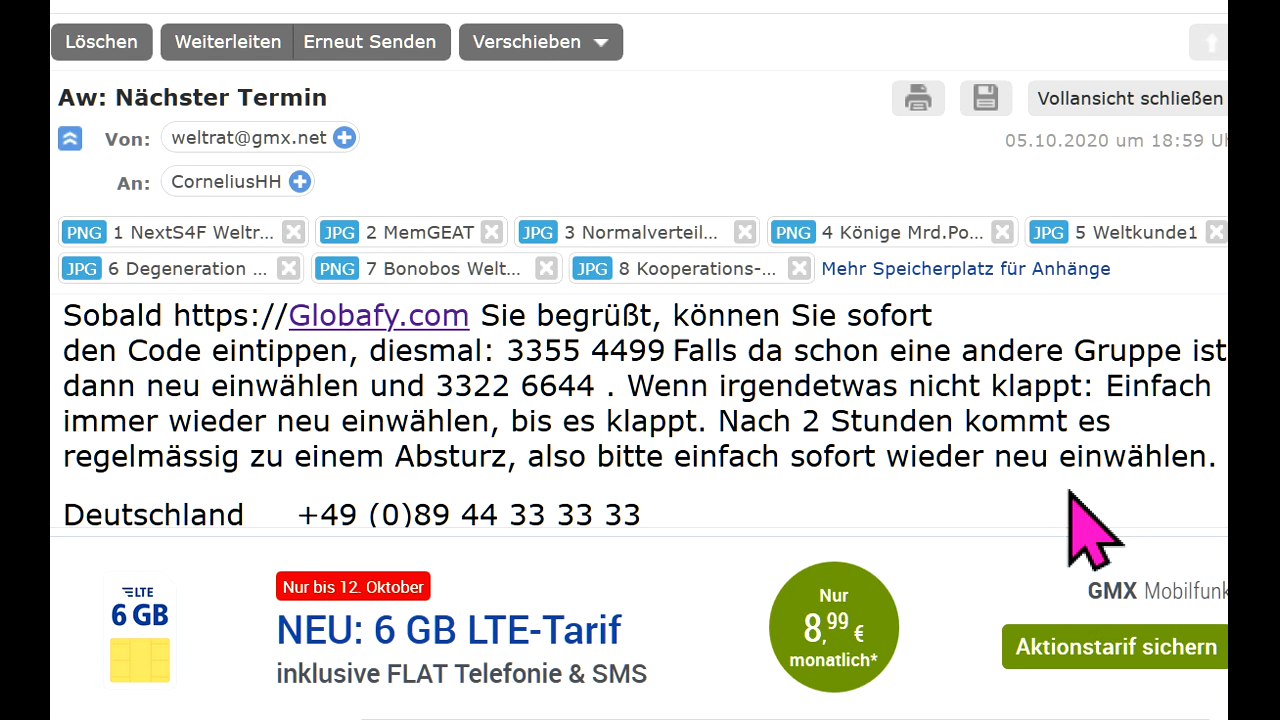 Löschen Weiterleiten Erneut Senden Verschieben
Aw: Nächster Termin
Vollansicht schließen
Von: weltrat@gmx.net
05.10.2020 um 18:59 Uh
An: CorneliusHH
PNG 1 NextS4F Weltr... JPG 2 MemGEAT JPG 3 Normalverteil... PNG 4 Könige Mrd.Po... JPG 5 Weltkunde1
JPG 6 Degeneration ... PNG 7 Bonobos Welt... JPG 8 Kooperations-... Mehr Speicherplatz für Anhänge
Sobald https://Globafy.com Sie begrüßt, können Sie sofort
den Code eintippen, diesmal: 3355 4499 Falls da schon eine andere Gruppe ist
dann neu einwählen und 3322 6644 . Wenn irgendetwas nicht klappt: Einfach
immer wieder neu einwählen, bis es klappt. Nach 2 Stunden kommt es
regelmässig zu einem Absturz, also bitte einfach sofort wieder neu einwählen.
Deutschland +49 (0)89 44 33 33 33
LTE
6 GB
Nur bis 12. Oktober
NEU: 6 GB LTE-Tarif
inklusive FLAT Telefonie & SMS
Nur
8,99 €
monatlich*
GMX Mobilfunk
Aktionstarif sichern